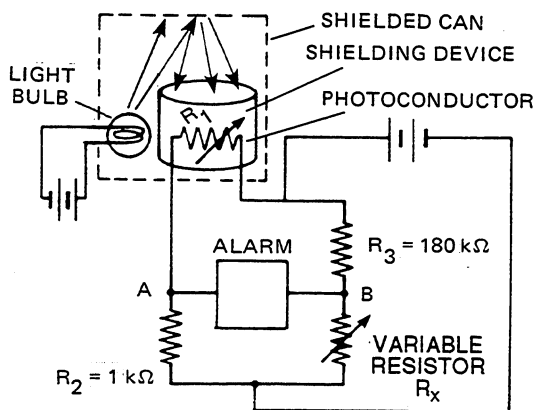 SHIELDED CAN
SHIELDING DEVICE
LIGHT
BULB
PHOTOCONDUCTOR
R1
ALARM
R3 = 180 kΩ
A
B
R2 = 1 kΩ
VARIABLE
RESISTOR
Rx